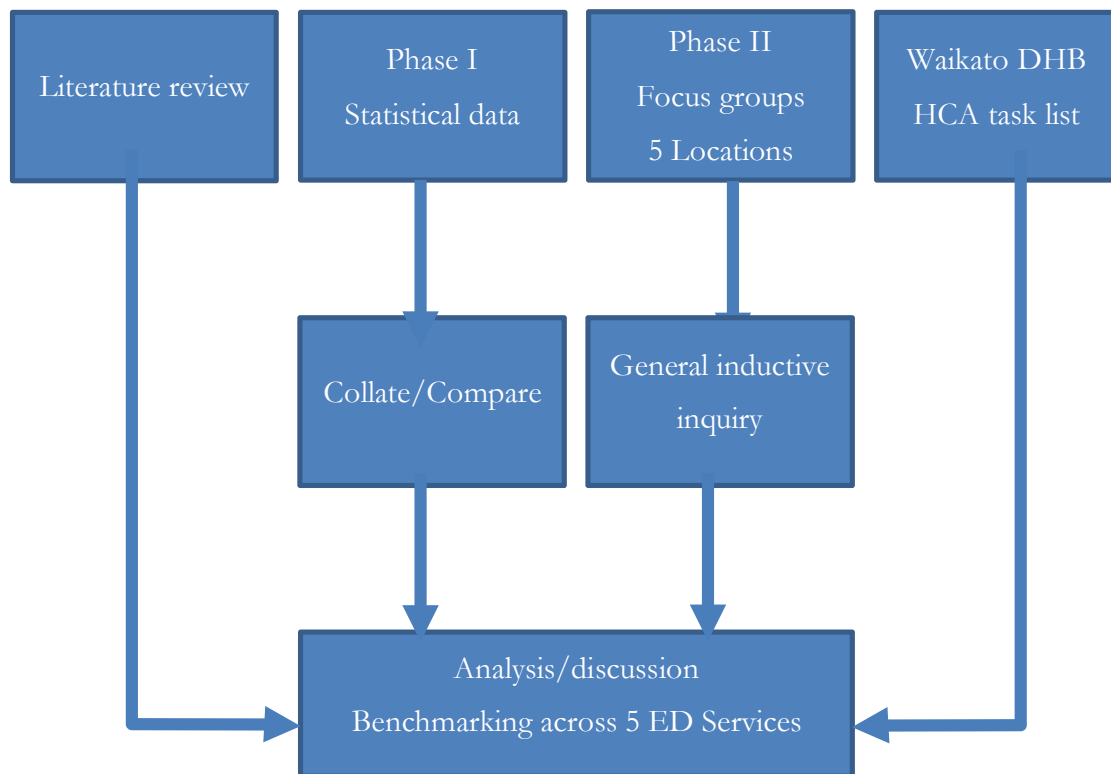 Literature review
Phase I
Statistical data
Phase II
Focus groups
5 Locations
Waikato DHB
HCA task list
Collate/Compare
General inductive
inquiry
Analysis/discussion
Benchmarking across 5 ED Services